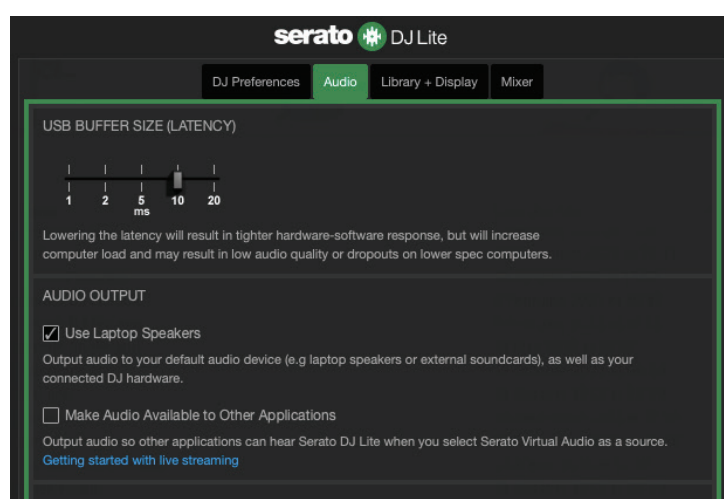 serato DJ Lite
DJ Preferences Audio Library + Display Mixer
USB BUFFER SIZE (LATENCY)
1 2 5 10 20
ms
Lowering the latency will result in tighter hardware-software response, but will increase
computer load and may result in low audio quality or dropouts on lower spec computers.
AUDIO OUTPUT
Use Laptop Speakers
Output audio to your default audio device (e.g laptop speakers or external soundcards), as well as your
connected DJ hardware.
Make Audio Available to Other Applications
Output audio so other applications can hear Serato DJ Lite when you select Serato Virtual Audio as a source.
Getting started with live streaming